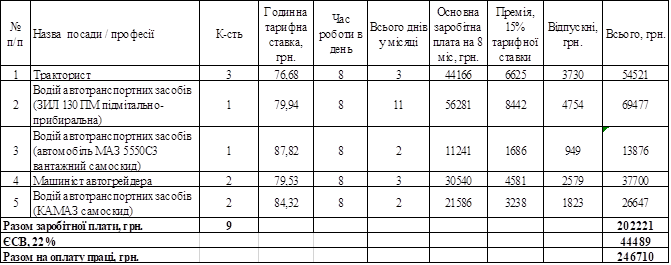 № п/п | Назва посади / професії | К-сть | Годинна тарифна ставка, грн. | Час роботи в день | Всього днів у місяці | Основна заробітна плата на 8 міс, грн. | Премія, 15% тарифної ставки | Відпускні, грн. | Всього, грн.
1 | Тракторист | 3 | 76,68 | 8 | 3 | 44166 | 6625 | 3730 | 54521
2 | Водій автотранспортних засобів (ЗИЛ 130 ПМ підмітально-прибиральна) | 1 | 79,94 | 8 | 11 | 56281 | 8442 | 4754 | 69477
3 | Водій автотранспортних засобів (автомобіль МАЗ 5550С3 вантажний самоскид) | 1 | 87,82 | 8 | 2 | 11241 | 1686 | 949 | 13876
4 | Машиніст автогрейдера | 2 | 79,53 | 8 | 3 | 30540 | 4581 | 2579 | 37700
5 | Водій автотранспортних засобів (КАМАЗ самоскид) | 2 | 84,32 | 8 | 2 | 21586 | 3238 | 1823 | 26647
Разом заробітної плати, грн. | 9 | 202221
ЄСВ, 22% | 44489
Разом на оплату праці, грн. | 246710